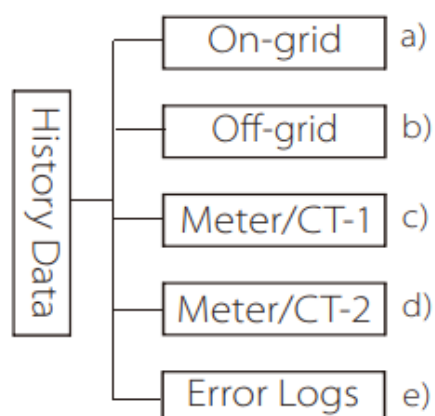 History Data
On-grid a)
Off-grid b)
Meter/CT-1 c)
Meter/CT-2 d)
Error Logs e)